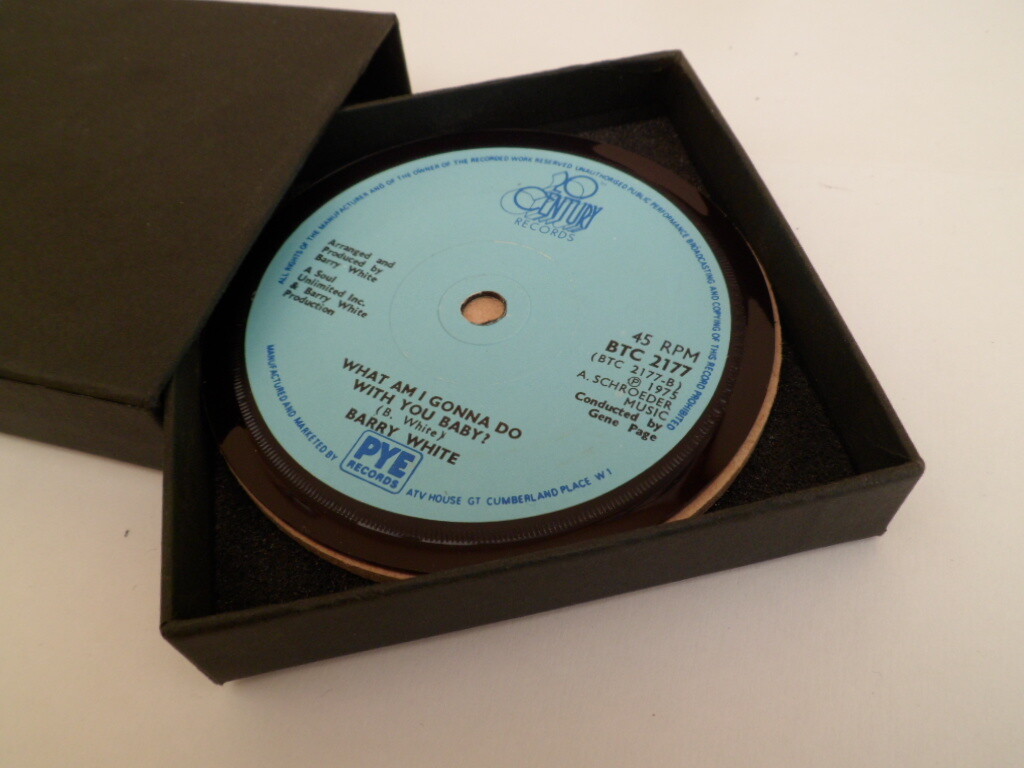 ALL RIGHTS OF THE MANUFACTURER AND OF THE OWNER OF THE RECORDED WORK RESERVED UNAUTHORISED PUBLIC PERFORMANCE BROADCASTING AND COPYING OF THIS RECORD PROHIBITED
20
CENTURY
RECORDS
Arranged and
Produced by
Barry White
A Soul
Unlimited Inc.
& Barry White
Production
45 RPM
BTC 2177
(BTC 2177-B)
℗ 1975
A. SCHROEDER
MUSIC
Conducted by
Gene Page
WHAT AM I GONNA DO
WITH YOU BABY?
(B. White)
BARRY WHITE
MANUFACTURED AND MARKETED BY
PYE
RECORDS
ATV HOUSE GT CUMBERLAND PLACE W1